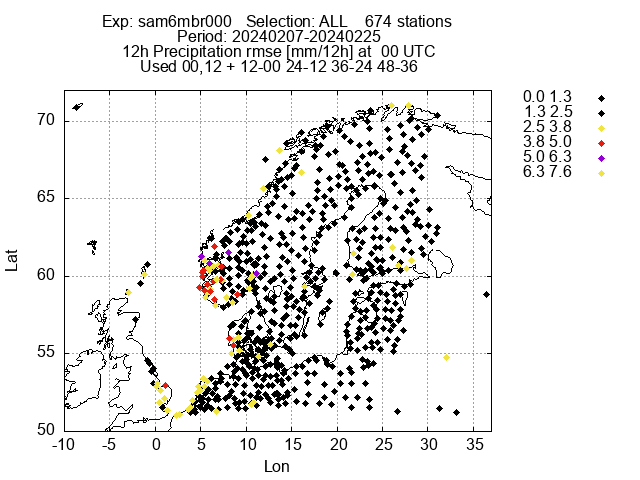 Exp: sam6mbr000   Selection: ALL    674 stations
Period: 20240207-20240225
12h Precipitation rmse [mm/12h] at  00 UTC
Used 00,12 + 12-00 24-12 36-24 48-36
0.0 1.3
1.3 2.5
2.5 3.8
3.8 5.0
5.0 6.3
6.3 7.6
70
65
60
55
50
Lat
-10 -5 0 5 10 15 20 25 30 35
Lon